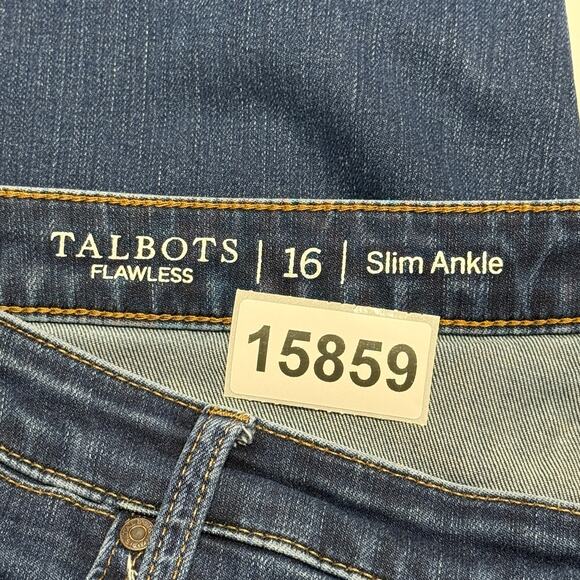 TALBOTS | 16 | Slim Ankle
FLAWLESS
15859